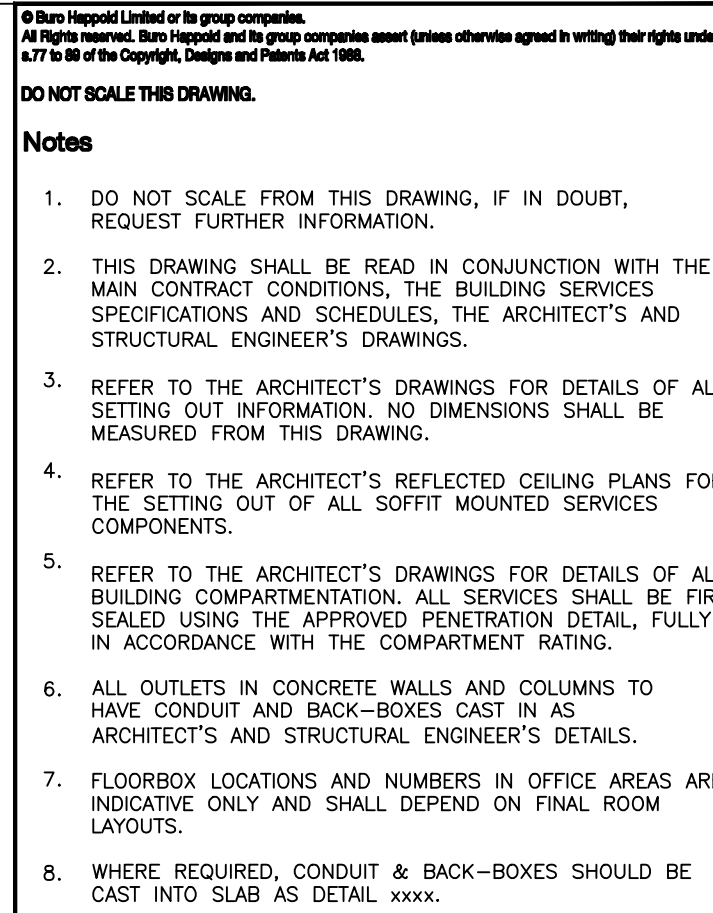 © Buro Happold Limited or its group companies.
All Rights reserved. Buro Happold and its group companies assert (unless otherwise agreed in writing) their rights unde
s.77 to 89 of the Copyright, Designs and Patents Act 1988.
DO NOT SCALE THIS DRAWING.
Notes
1. DO NOT SCALE FROM THIS DRAWING, IF IN DOUBT,
REQUEST FURTHER INFORMATION.
2. THIS DRAWING SHALL BE READ IN CONJUNCTION WITH THE
MAIN CONTRACT CONDITIONS, THE BUILDING SERVICES
SPECIFICATIONS AND SCHEDULES, THE ARCHITECT'S AND
STRUCTURAL ENGINEER'S DRAWINGS.
3. REFER TO THE ARCHITECT'S DRAWINGS FOR DETAILS OF AL
SETTING OUT INFORMATION. NO DIMENSIONS SHALL BE
MEASURED FROM THIS DRAWING.
4. REFER TO THE ARCHITECT'S REFLECTED CEILING PLANS FO
THE SETTING OUT OF ALL SOFFIT MOUNTED SERVICES
COMPONENTS.
5. REFER TO THE ARCHITECT'S DRAWINGS FOR DETAILS OF AL
BUILDING COMPARTMENTATION. ALL SERVICES SHALL BE FIR
SEALED USING THE APPROVED PENETRATION DETAIL, FULLY
IN ACCORDANCE WITH THE COMPARTMENT RATING.
6. ALL OUTLETS IN CONCRETE WALLS AND COLUMNS TO
HAVE CONDUIT AND BACK–BOXES CAST IN AS
ARCHITECT'S AND STRUCTURAL ENGINEER'S DETAILS.
7. FLOORBOX LOCATIONS AND NUMBERS IN OFFICE AREAS AR
INDICATIVE ONLY AND SHALL DEPEND ON FINAL ROOM
LAYOUTS.
8. WHERE REQUIRED, CONDUIT & BACK–BOXES SHOULD BE
CAST INTO SLAB AS DETAIL xxxx.